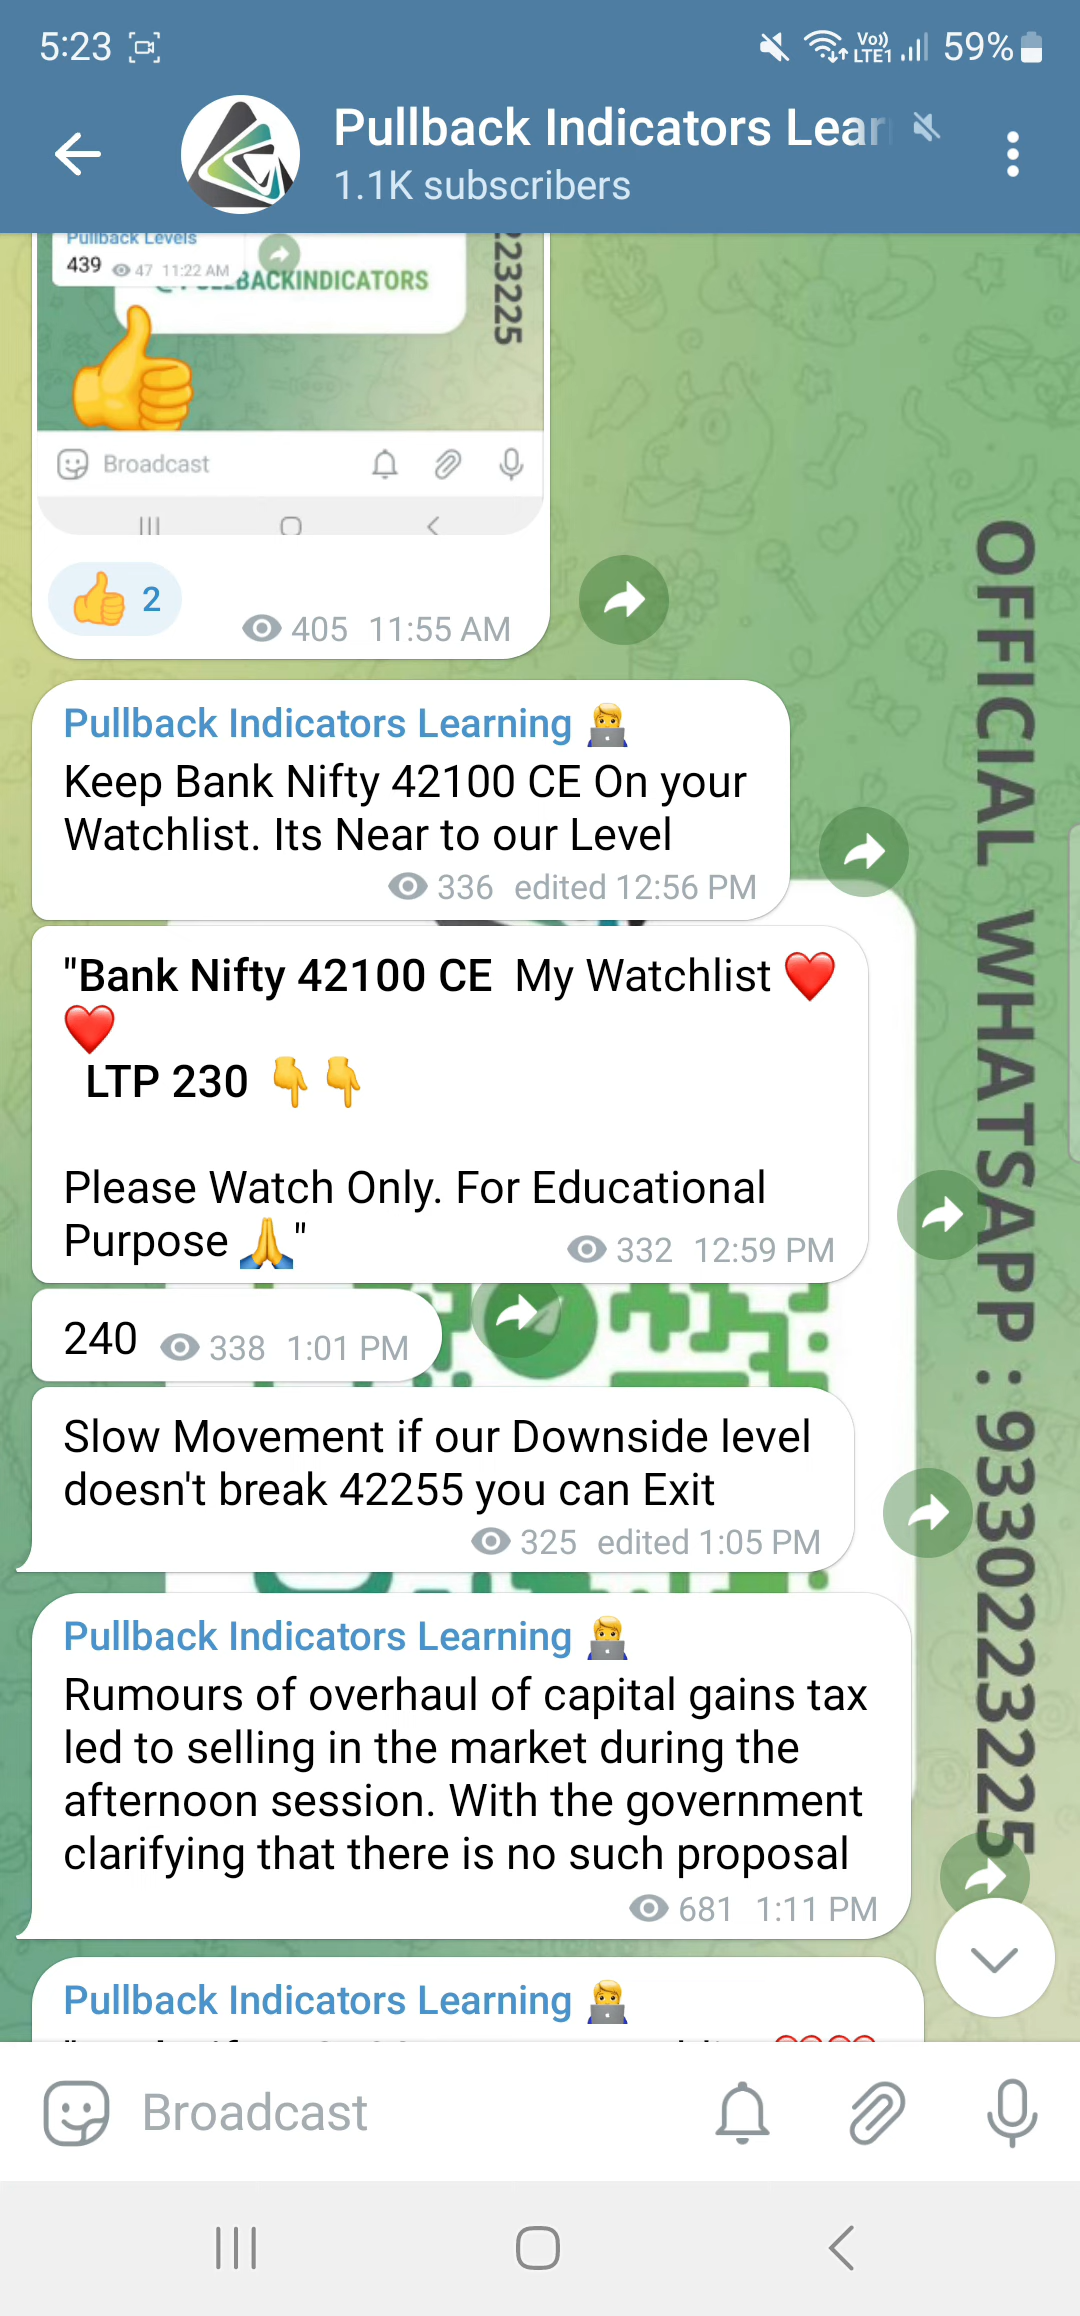 5:23
Vo))
LTE1
59%
Pullback Indicators Lear
1.1K subscribers
Pullback Levels
439 47 11:22 AM
BACKINDICATORS
23225
Broadcast
👍 2
405 11:55 AM
Pullback Indicators Learning 👨‍💻
Keep Bank Nifty 42100 CE On your
Watchlist. Its Near to our Level
336 edited 12:56 PM
"Bank Nifty 42100 CE My Watchlist ❤️
❤️
LTP 230 👇👇
Please Watch Only. For Educational
Purpose 🙏"
332 12:59 PM
240 338 1:01 PM
Slow Movement if our Downside level
doesn't break 42255 you can Exit
325 edited 1:05 PM
Pullback Indicators Learning 👨‍💻
Rumours of overhaul of capital gains tax
led to selling in the market during the
afternoon session. With the government
clarifying that there is no such proposal
681 1:11 PM
Pullback Indicators Learning 👨‍💻
OFFICIAL WHATSAPP : 9330223225
Broadcast